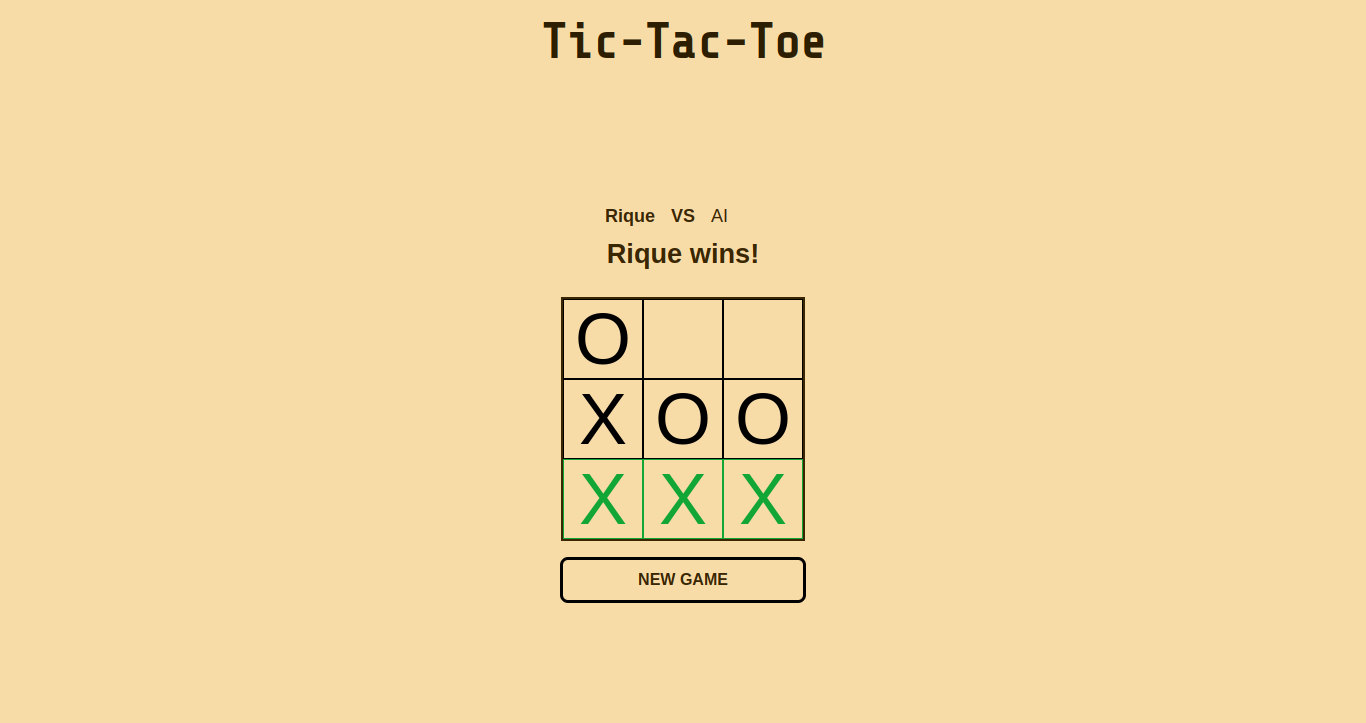 Tic-Tac-Toe
Rique VS AI
Rique wins!
O
X O O
X X X
NEW GAME